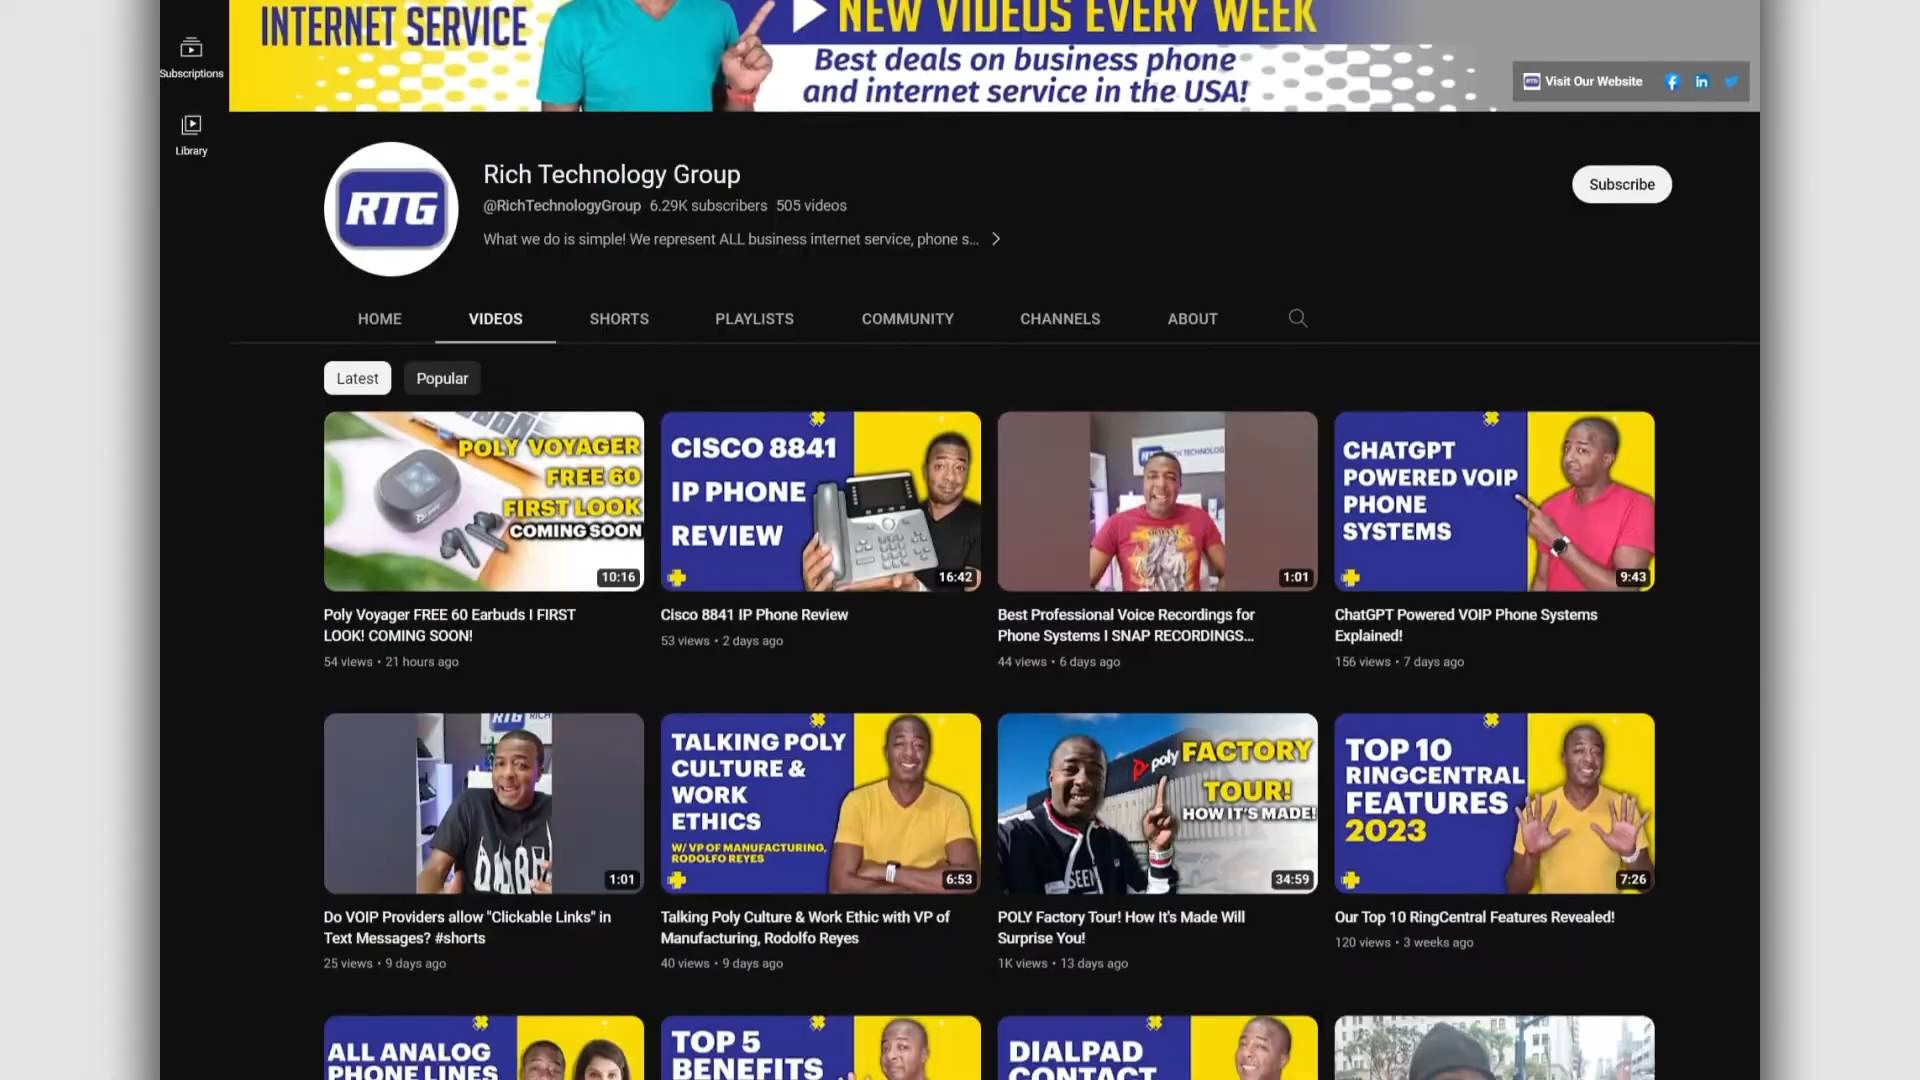 INTERNET SERVICE
NEW VIDEOS EVERY WEEK
Best deals on business phone
and internet service in the USA!
RTG
Visit Our Website
Subscriptions
Library
RTG
Rich Technology Group
@RichTechnologyGroup 6.29K subscribers 505 videos
What we do is simple! We represent ALL business internet service, phone s...
Subscribe
HOME
VIDEOS
SHORTS
PLAYLISTS
COMMUNITY
CHANNELS
ABOUT
Latest
Popular
POLY VOYAGER
FREE 60
FIRST LOOK
COMING SOON
10:16
CISCO 8841
IP PHONE
REVIEW
16:42
1:01
CHATGPT
POWERED VOIP
PHONE
SYSTEMS
9:43
Poly Voyager FREE 60 Earbuds I FIRST
LOOK! COMING SOON!
54 views • 21 hours ago
Cisco 8841 IP Phone Review
53 views • 2 days ago
Best Professional Voice Recordings for
Phone Systems I SNAP RECORDINGS...
44 views • 6 days ago
ChatGPT Powered VOIP Phone Systems
Explained!
156 views • 7 days ago
RTG RICH
1:01
TALKING POLY
CULTURE &
WORK
ETHICS
W/ VP OF MANUFACTURING,
RODOLFO REYES
6:53
poly FACTORY
TOUR!
HOW IT'S MADE!
34:59
TOP 10
RINGCENTRAL
FEATURES
2023
7:26
Do VOIP Providers allow "Clickable Links" in
Text Messages? #shorts
25 views • 9 days ago
Talking Poly Culture & Work Ethic with VP of
Manufacturing, Rodolfo Reyes
40 views • 9 days ago
POLY Factory Tour! How It's Made Will
Surprise You!
1K views • 13 days ago
Our Top 10 RingCentral Features Revealed!
120 views • 3 weeks ago
ALL ANALOG
PHONE LINES
TOP 5
BENEFITS
DIALPAD
CONTACT